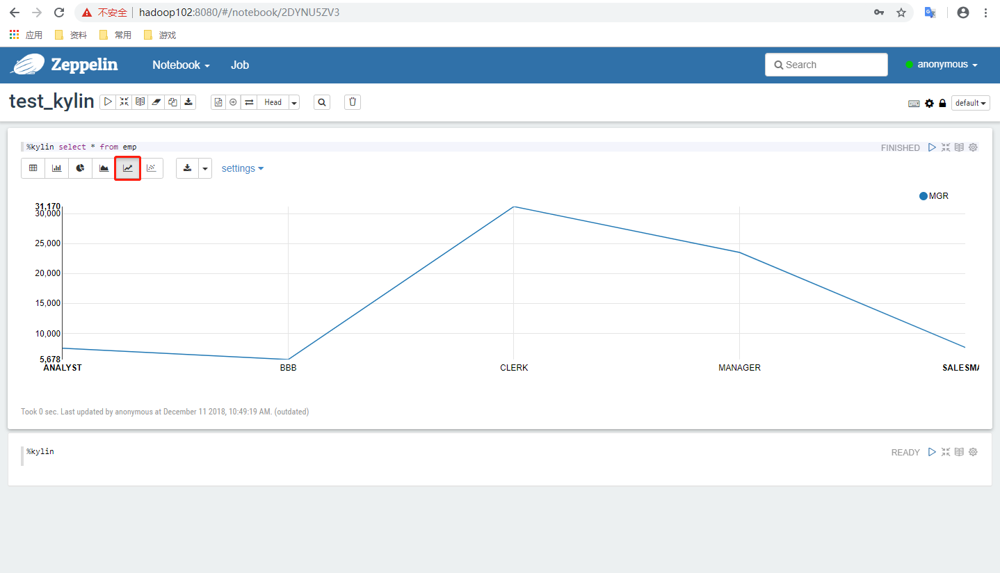 不安全 hadoop102:8080/#/notebook/2DYNU5ZV3
应用 资料 常用 游戏
Zeppelin Notebook Job Search anonymous
test_kylin Head default
%kylin select * from emp FINISHED
settings
MGR
31,170
30,000
25,000
20,000
15,000
10,000
5,678
ANALYST BBB CLERK MANAGER SALESMA
Took 0 sec. Last updated by anonymous at December 11 2018, 10:49:19 AM. (outdated)
%kylin READY